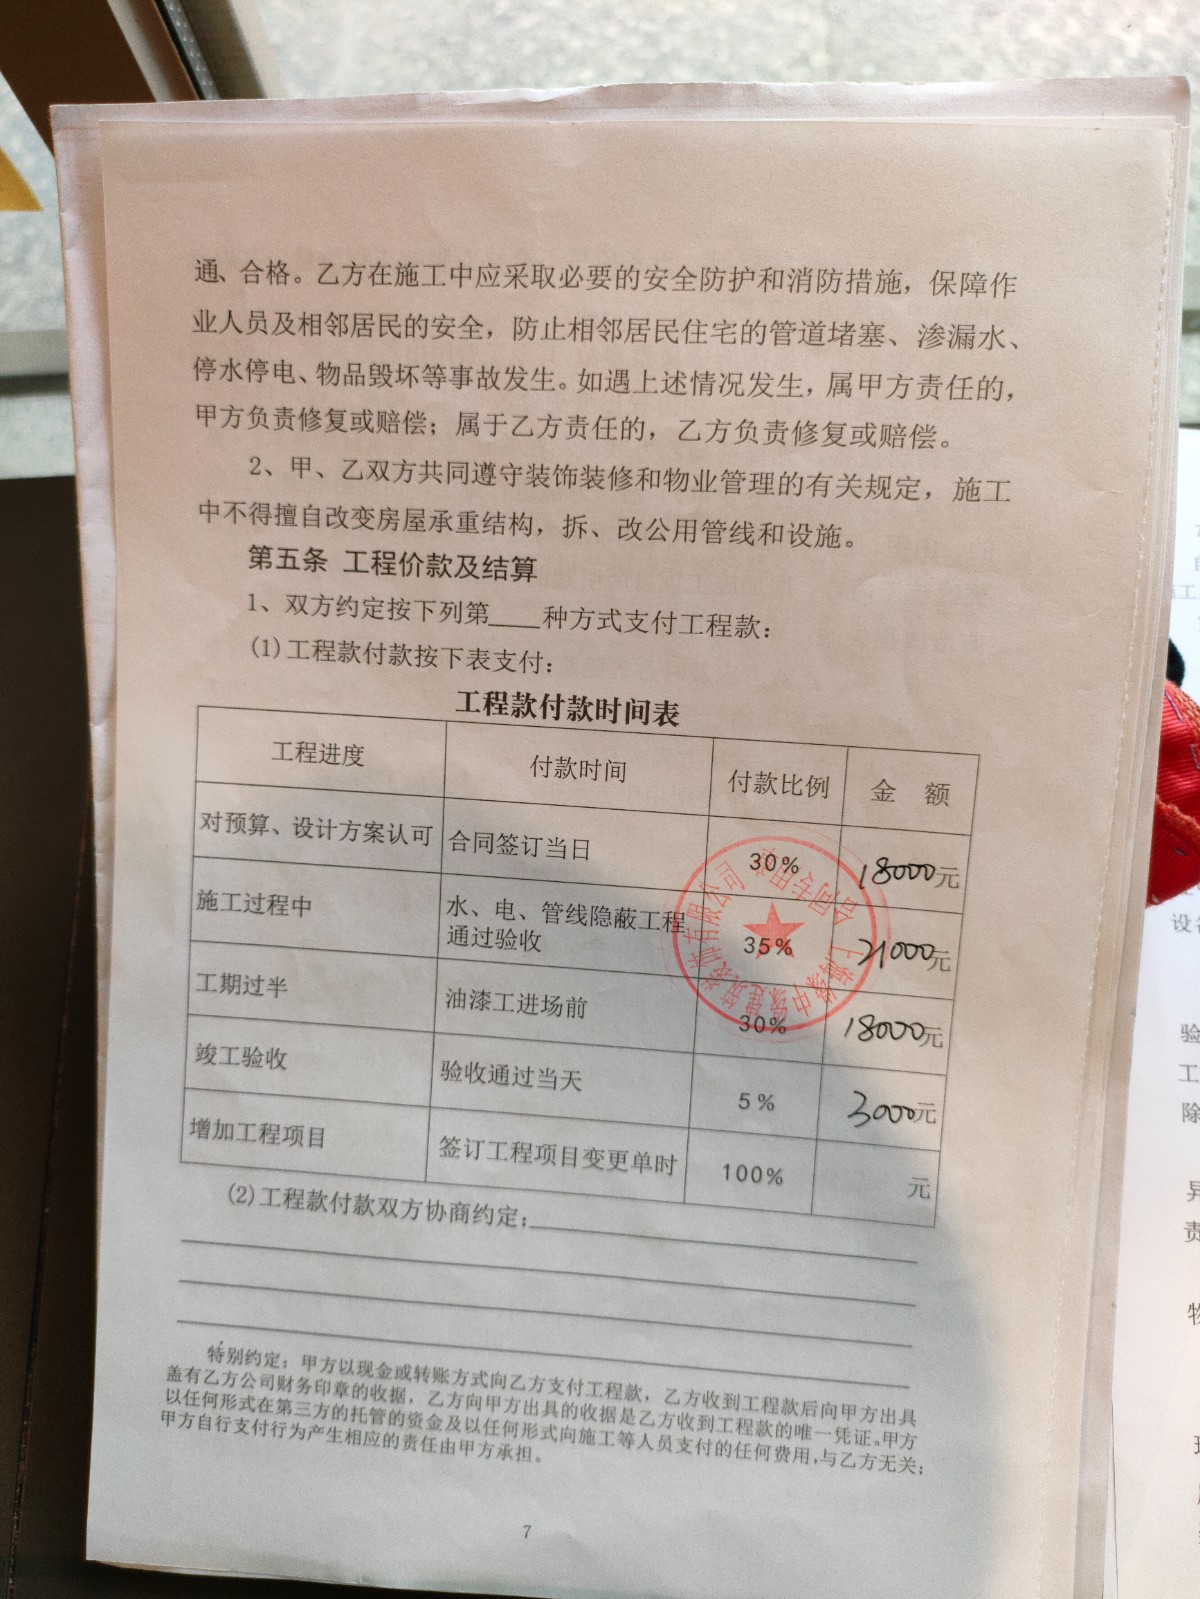 通、合格。乙方在施工中应采取必要的安全防护和消防措施，保障作
业人员及相邻居民的安全，防止相邻居民住宅的管道堵塞、渗漏水、
停水停电、物品毁坏等事故发生。如遇上述情况发生，属甲方责任的，
甲方负责修复或赔偿；属于乙方责任的，乙方负责修复或赔偿。
2、甲、乙双方共同遵守装饰装修和物业管理的有关规定，施工
中不得擅自改变房屋承重结构，拆、改公用管线和设施。
第五条 工程价款及结算
1、双方约定按下列第____种方式支付工程款：
(1)工程款付款按下表支付：
工程款付款时间表
工程进度 付款时间 付款比例 金 额
对预算、设计方案认可 合同签订当日 30% 18000元
施工过程中 水、电、管线隐蔽工程
通过验收 35% 21000元
工期过半 油漆工进场前 30% 18000元
竣工验收 验收通过当天 5% 3000元
增加工程项目 签订工程项目变更单时 100% 元
(2)工程款付款双方协商约定：
特别约定：甲方以现金或转账方式向乙方支付工程款，乙方收到工程款后向甲方出具
盖有乙方公司财务印章的收据，乙方向甲方出具的收据是乙方收到工程款的唯一凭证。甲方
以任何形式在第三方的托管的资金及以任何形式向施工等人员支付的任何费用，与乙方无关；
甲方自行支付行为产生相应的责任由甲方承担。
7